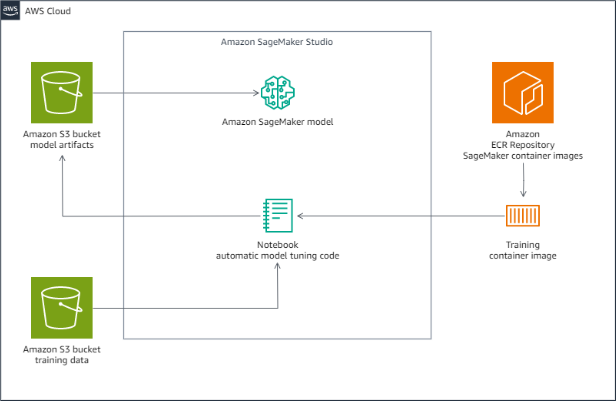 aws
AWS Cloud
Amazon SageMaker Studio
Amazon S3 bucket
model artifacts
Amazon SageMaker model
Amazon
ECR Repository
SageMaker container images
Notebook
automatic model tuning code
Training
container image
Amazon S3 bucket
training data